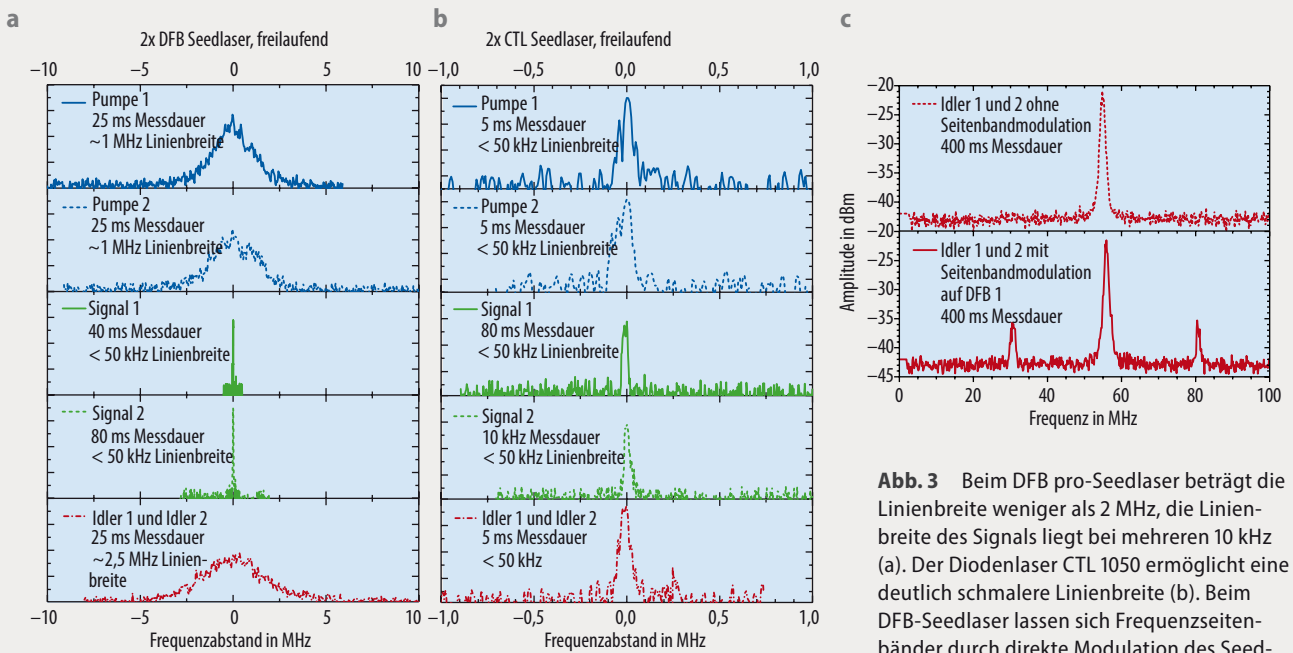 a
2x DFB Seedlaser, freilaufend
−10 −5 0 5 10
Pumpe 1
25 ms Messdauer
~1 MHz Linienbreite
Pumpe 2
25 ms Messdauer
~1 MHz Linienbreite
Signal 1
40 ms Messdauer
< 50 kHz Linienbreite
Signal 2
80 ms Messdauer
< 50 kHz Linienbreite
Idler 1 und Idler 2
25 ms Messdauer
~2,5 MHz Linien-
breite
−10 −5 0 5 10
Frequenzabstand in MHz
b
2x CTL Seedlaser, freilaufend
−1,0 −0,5 0,0 0,5 1,0
Pumpe 1
5 ms Messdauer
< 50 kHz Linienbreite
Pumpe 2
5 ms Messdauer
< 50 kHz Linienbreite
Signal 1
80 ms Messdauer
< 50 kHz Linienbreite
Signal 2
10 kHz Messdauer
< 50 kHz Linienbreite
Idler 1 und Idler 2
5 ms Messdauer
< 50 kHz
−1,0 −0,5 0,0 0,5 1,0
Frequenzabstand in MHz
c
Amplitude in dBm
−20
−25
−30
−35
−40
Idler 1 und 2 ohne
Seitenbandmodulation
400 ms Messdauer
−20
−25
−30
−35
−40
−45
Idler 1 und 2 mit
Seitenbandmodulation
auf DFB 1
400 ms Messdauer
0 20 40 60 80 100
Frequenz in MHz
Abb. 3 Beim DFB pro-Seedlaser beträgt die
Linienbreite weniger als 2 MHz, die Linien-
breite des Signals liegt bei mehreren 10 kHz
(a). Der Diodenlaser CTL 1050 ermöglicht eine
deutlich schmalere Linienbreite (b). Beim
DFB-Seedlaser lassen sich Frequenzseiten-
bänder durch direkte Modulation des Seed-